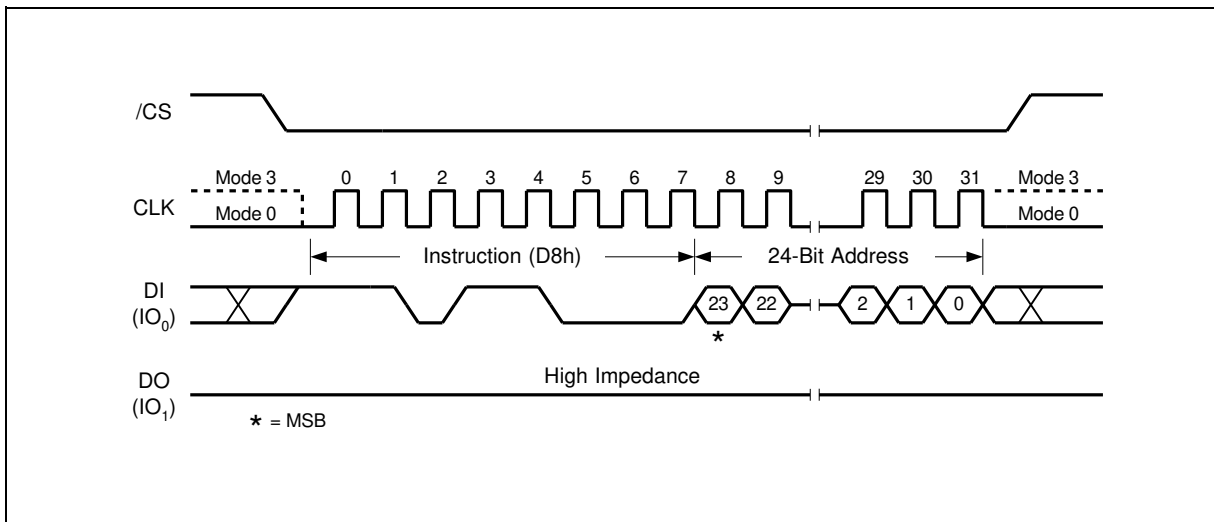 /CS
Mode 3 0 1 2 3 4 5 6 7 8 9 29 30 31 Mode 3
CLK Mode 0 Mode 0
Instruction (D8h) 24-Bit Address
DI
(IO0) 23 22 2 1 0
*
DO High Impedance
(IO1)
* = MSB